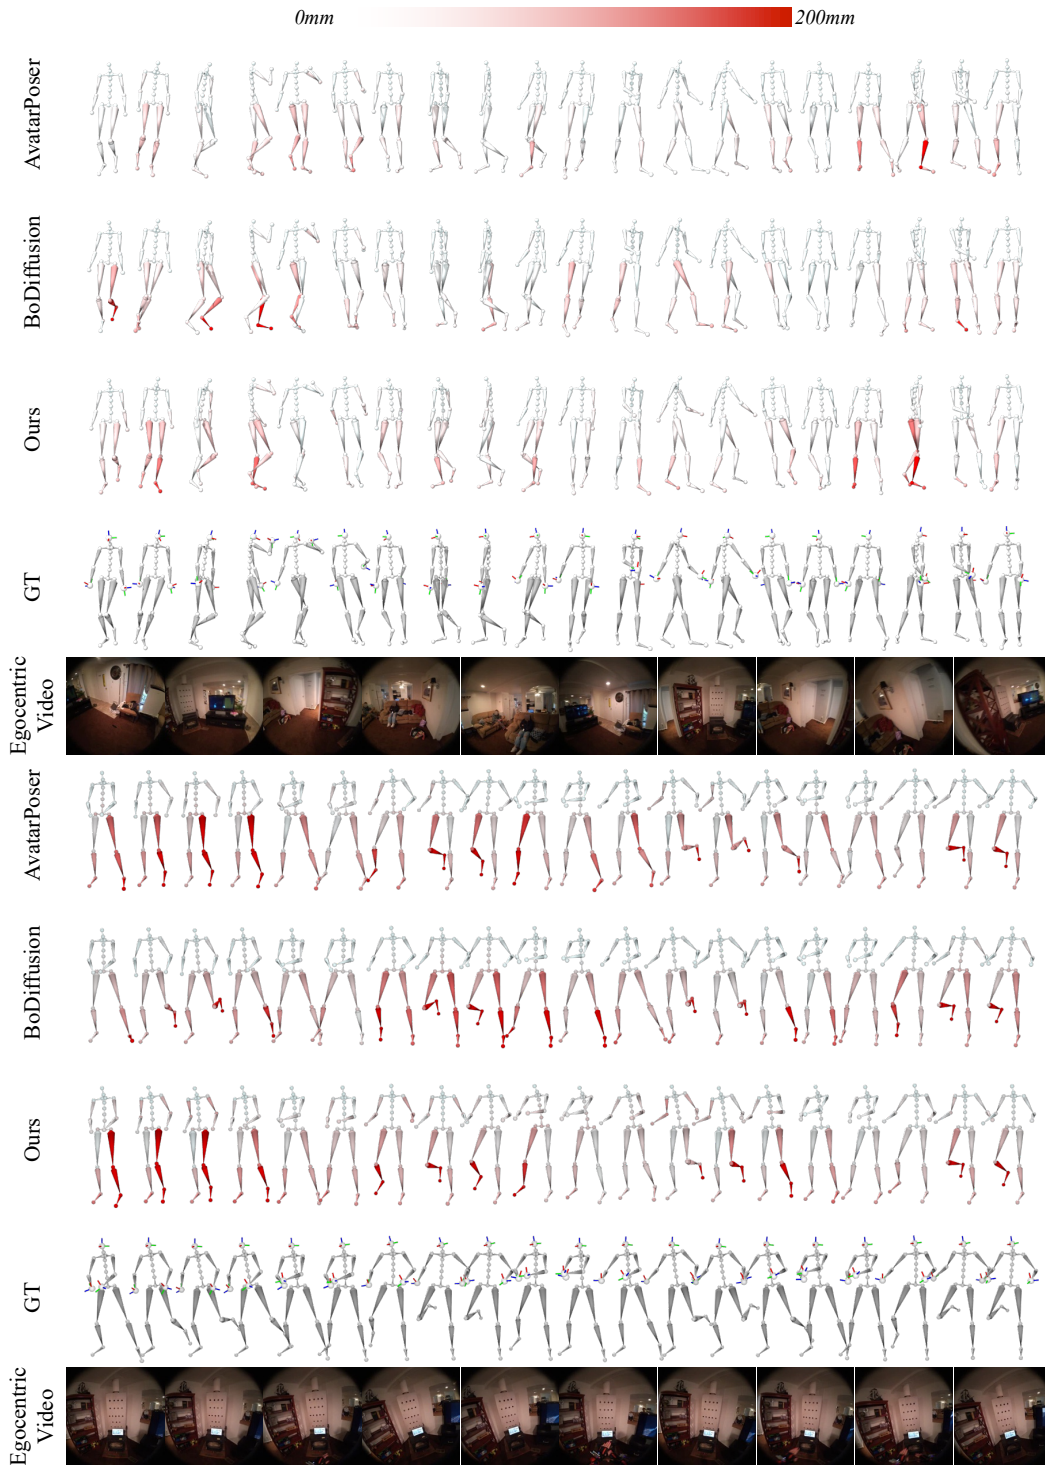 0mm 200mm
AvatarPoser
BoDiffusion
Ours
GT
Egocentric
Video
AvatarPoser
BoDiffusion
Ours
GT
Egocentric
Video